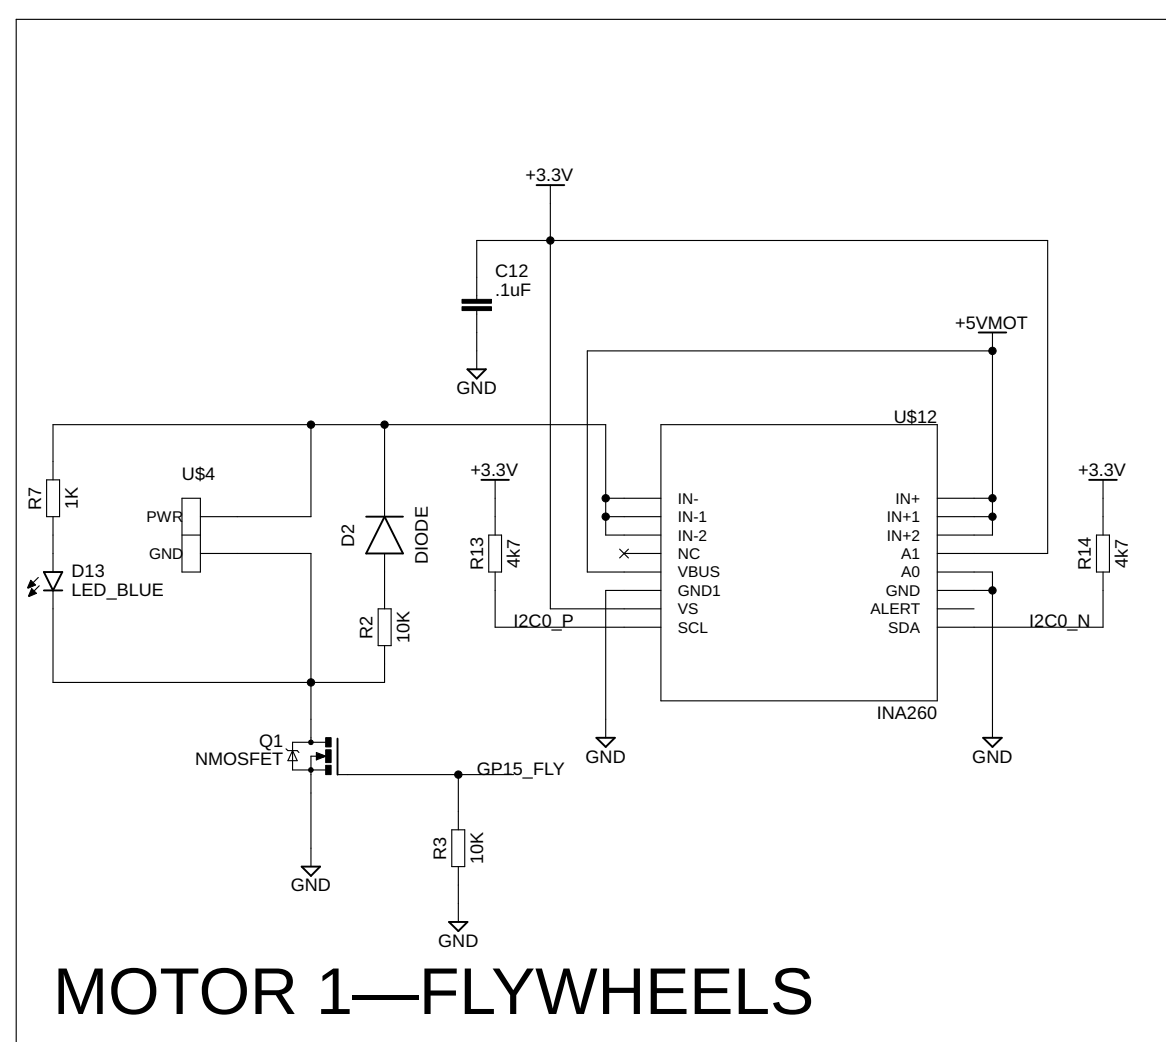 +3.3V
C12
.1uF
GND
+5VMOT
U$12
U$4
R7
1K
PWR
GND
D13
LED_BLUE
D2
DIODE
R2
10K
+3.3V
R13
4k7
I2C0_P
IN-
IN-1
IN-2
NC
VBUS
GND1
VS
SCL
IN+
IN+1
IN+2
A1
A0
GND
ALERT
SDA
INA260
+3.3V
R14
4k7
I2C0_N
GND
GND
Q1
NMOSFET
GP15_FLY
R3
10K
GND
GND
MOTOR 1—FLYWHEELS